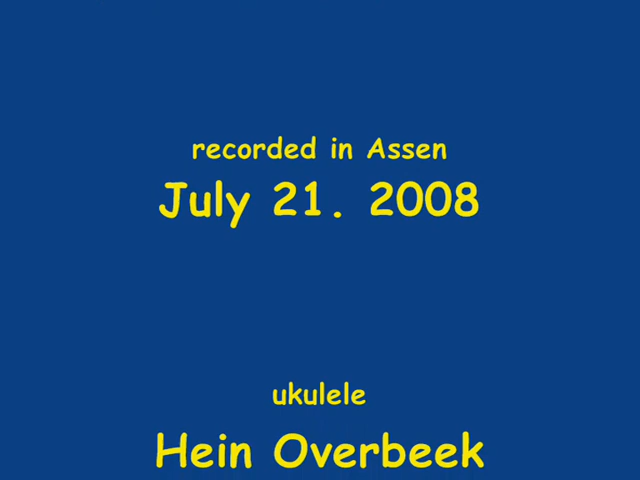 recorded in Assen
July 21. 2008
ukulele
Hein Overbeek